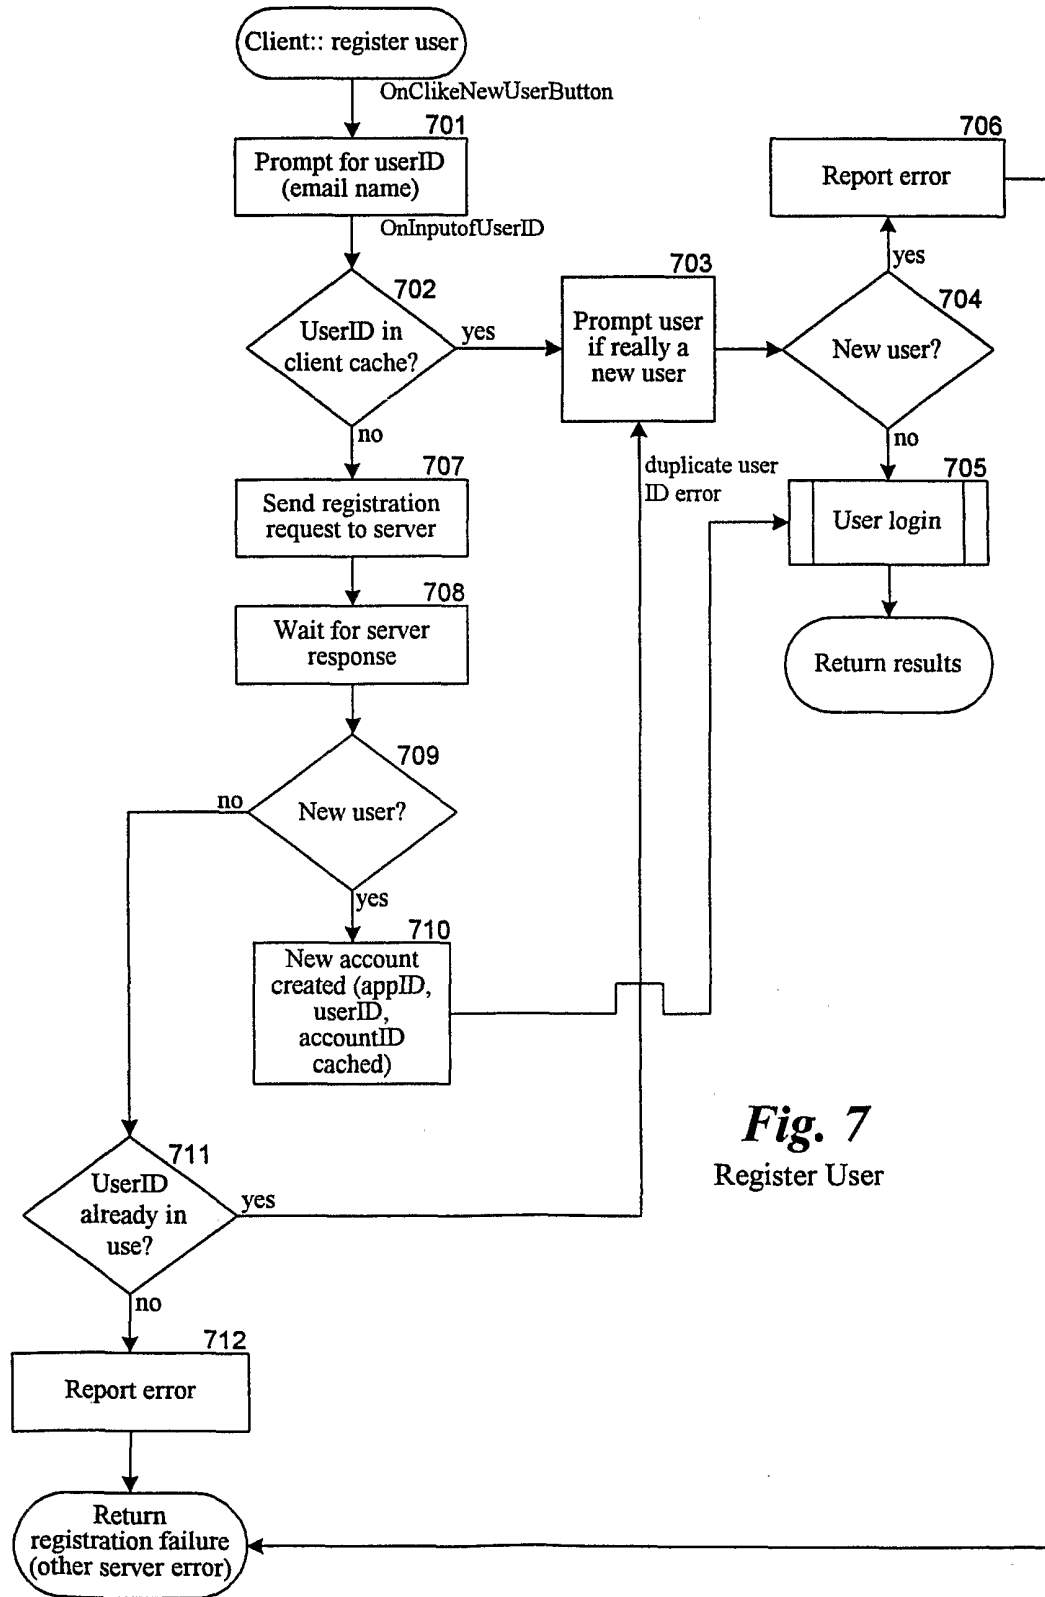 Client:: register user
OnClikeNewUserButton
701
Prompt for userID
(email name)
OnInputofUserID
702
UserID in
client cache?
yes
no
703
Prompt user
if really a
new user
704
New user?
yes
no
706
Report error
705
User login
Return results
duplicate user
ID error
707
Send registration
request to server
708
Wait for server
response
709
New user?
no
yes
710
New account
created (appID,
userID,
accountID
cached)
711
UserID
already in
use?
yes
no
712
Report error
Return
registration failure
(other server error)
Fig. 7
Register User